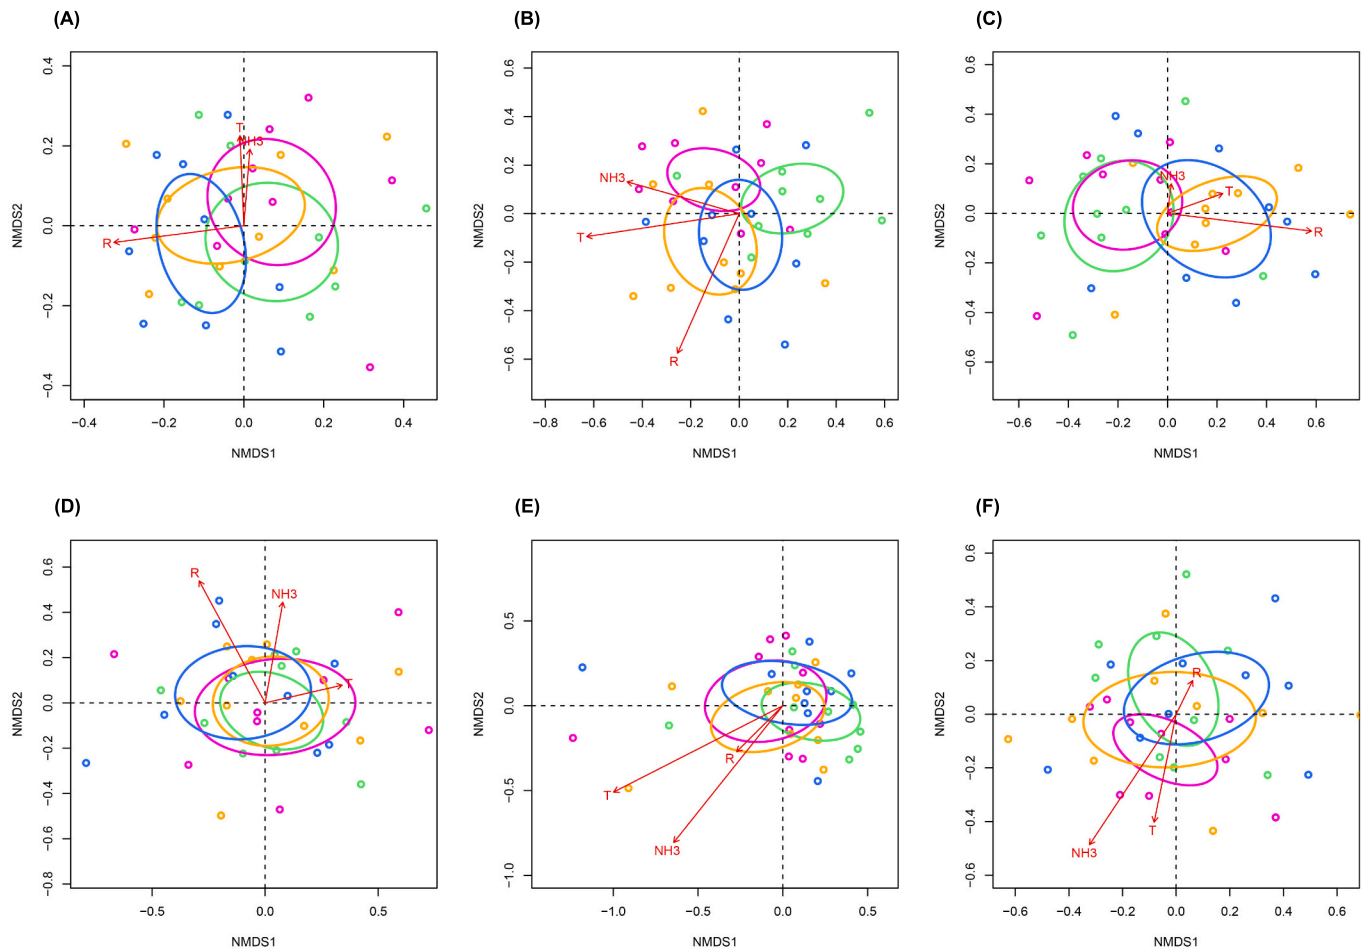 (A) (B) (C)
0.4
0.2
0.0
−0.2
−0.4
NMDS2
T
NH3
R
−0.4 −0.2 0.0 0.2 0.4
NMDS1
0.6
0.4
0.2
0.0
−0.2
−0.4
−0.6
NMDS2
NH3
T
R
−0.8 −0.6 −0.4 −0.2 0.0 0.2 0.4 0.6
NMDS1
0.6
0.4
0.2
0.0
−0.2
−0.4
−0.6
NMDS2
NH3
T
R
−0.6 −0.4 −0.2 0.0 0.2 0.4 0.6
NMDS1
(D) (E) (F)
0.6
0.4
0.2
0.0
−0.2
−0.4
−0.6
−0.8
NMDS2
R
NH3
T
−0.5 0.0 0.5
NMDS1
0.5
0.0
−0.5
−1.0
NMDS2
R
T
NH3
−1.0 −0.5 0.0 0.5
NMDS1
0.6
0.4
0.2
0.0
−0.2
−0.4
−0.6
NMDS2
R
T
NH3
−0.6 −0.4 −0.2 0.0 0.2 0.4 0.6
NMDS1